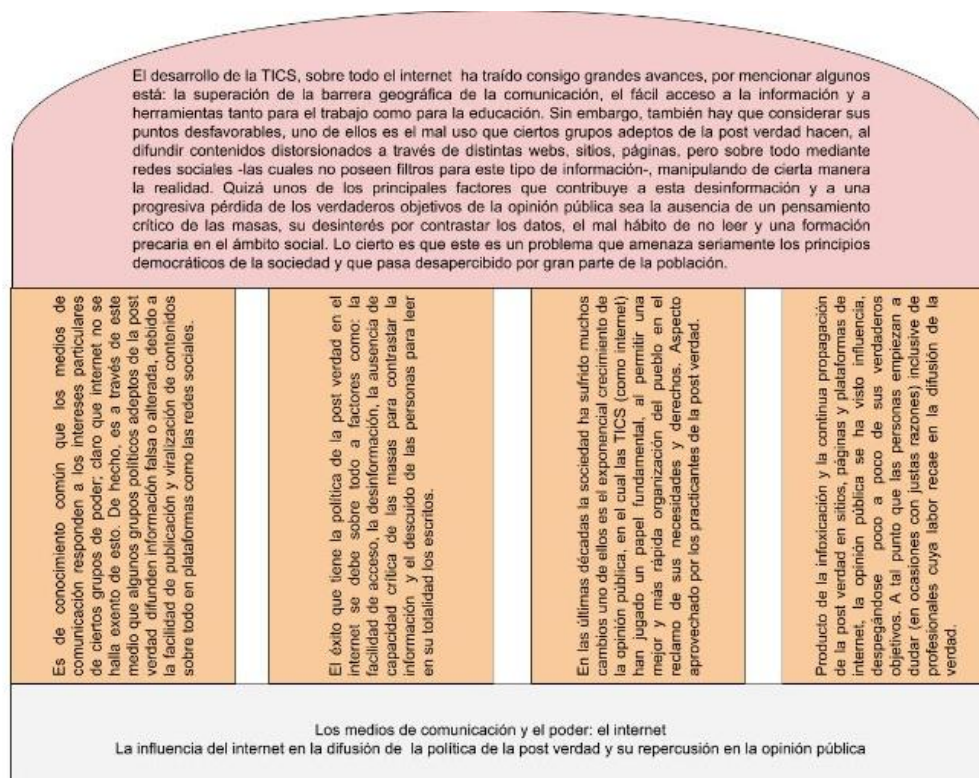 El desarrollo de la TICS, sobre todo el internet ha traído consigo grandes avances, por mencionar algunos
está: la superación de la barrera geográfica de la comunicación, el fácil acceso a la información y a
herramientas tanto para el trabajo como para la educación. Sin embargo, también hay que considerar sus
puntos desfavorables, uno de ellos es el mal uso que ciertos grupos adeptos de la post verdad hacen, al
difundir contenidos distorsionados a través de distintas webs, sitios, páginas, pero sobre todo mediante
redes sociales -las cuales no poseen filtros para este tipo de información-, manipulando de cierta manera
la realidad. Quizá unos de los principales factores que contribuye a esta desinformación y a una
progresiva pérdida de los verdaderos objetivos de la opinión pública sea la ausencia de un pensamiento
crítico de las masas, su desinterés por contrastar los datos, el mal hábito de no leer y una formación
precaria en el ámbito social. Lo cierto es que este es un problema que amenaza seriamente los principios
democráticos de la sociedad y que pasa desapercibido por gran parte de la población.
Es de conocimiento común que los medios de
comunicación responden a los intereses particulares
de ciertos grupos de poder; claro que internet no se
halla exento de esto. De hecho, es a través de este
medio que algunos grupos políticos adeptos de la post
verdad difunden información falsa o alterada, debido a
la facilidad de publicación y viralización de contenidos
sobre todo en plataformas como las redes sociales.
El éxito que tiene la política de la post verdad en el
internet se debe sobre todo a factores como: la
facilidad de acceso, la desinformación, la ausencia de
capacidad crítica de las masas para contrastar la
información y el descuido de las personas para leer
en su totalidad los escritos.
En las últimas décadas la sociedad ha sufrido muchos
cambios uno de ellos es el exponencial crecimiento de
la opinión pública, en el cual las TICS (como internet)
han jugado un papel fundamental, al permitir una
mejor y más rápida organización del pueblo en el
reclamo de sus necesidades y derechos. Aspecto
aprovechado por los practicantes de la post verdad.
Producto de la infoxicación y la continua propagación
de la post verdad en sitios, páginas y plataformas de
internet, la opinión pública se ha visto influencia,
despegándose poco a poco de sus verdaderos
objetivos. A tal punto que las personas empiezan a
dudar (en ocasiones con justas razones) inclusive de
profesionales cuya labor recae en la difusión de la
verdad.
Los medios de comunicación y el poder: el internet
La influencia del internet en la difusión de la política de la post verdad y su repercusión en la opinión pública